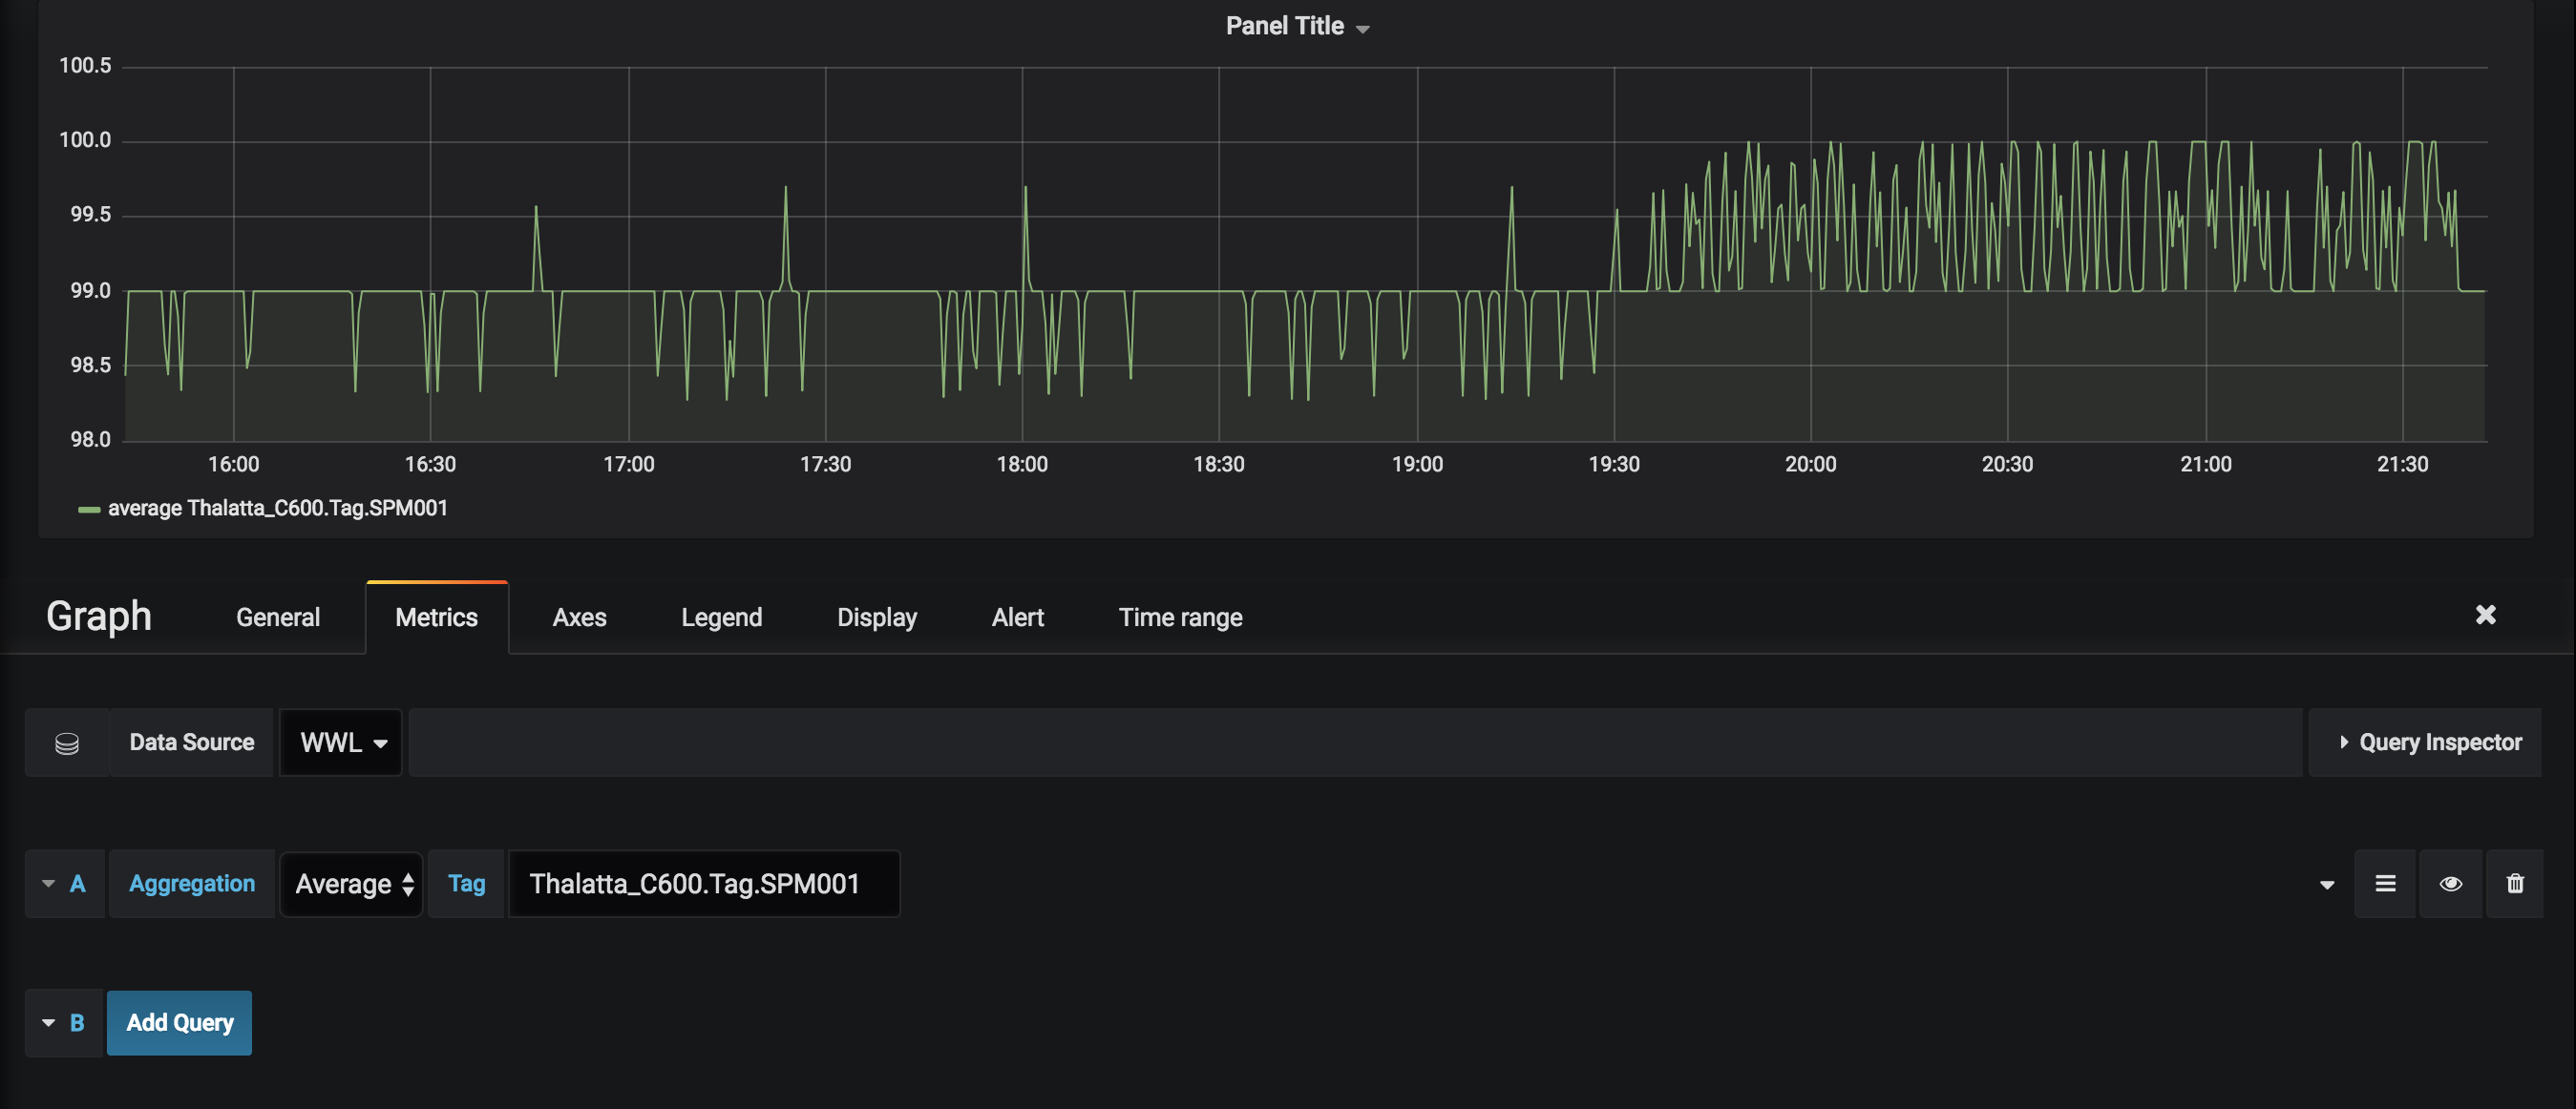 Panel Title
100.5
100.0
99.5
99.0
98.5
98.0
16:00 16:30 17:00 17:30 18:00 18:30 19:00 19:30 20:00 20:30 21:00 21:30
average Thalatta_C600.Tag.SPM001
Graph General Metrics Axes Legend Display Alert Time range
Data Source WWL Query Inspector
A Aggregation Average Tag Thalatta_C600.Tag.SPM001
B Add Query